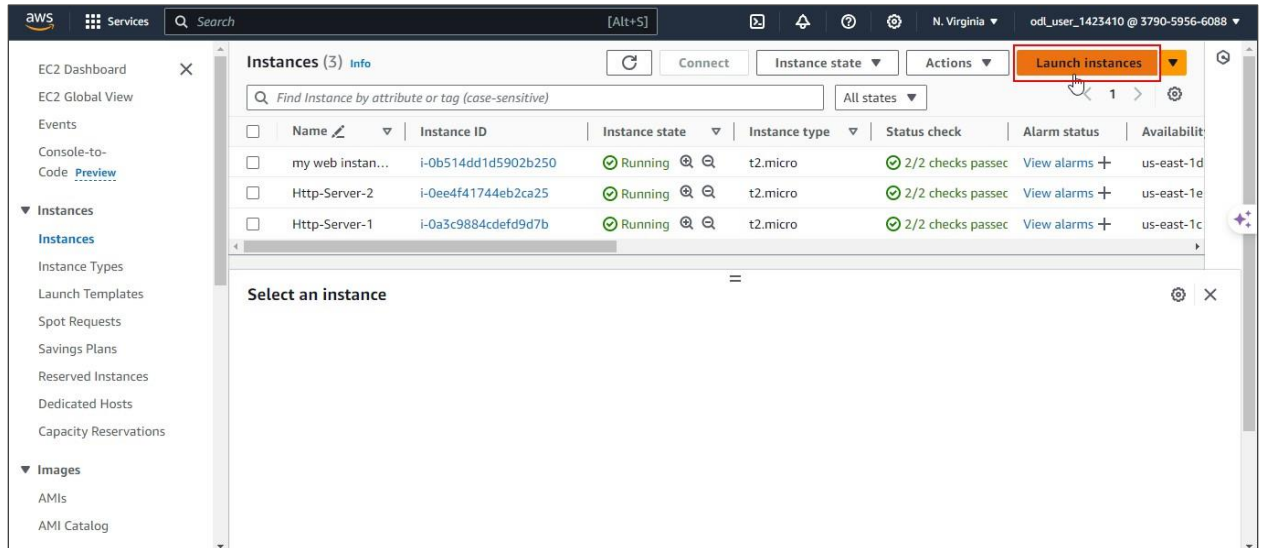 aws Services Search [Alt+S] N. Virginia ▼ odl_user_1423410 @ 3790-5956-6088 ▼
EC2 Dashboard
EC2 Global View
Events
Console-to-
Code Preview
▼ Instances
Instances
Instance Types
Launch Templates
Spot Requests
Savings Plans
Reserved Instances
Dedicated Hosts
Capacity Reservations
▼ Images
AMIs
AMI Catalog
Instances (3) Info Connect Instance state ▼ Actions ▼ Launch instances ▼
Find Instance by attribute or tag (case-sensitive) All states ▼ 1
Name Instance ID Instance state Instance type Status check Alarm status Availabilit
my web instan... i-0b514dd1d5902b250 Running t2.micro 2/2 checks passec View alarms + us-east-1d
Http-Server-2 i-0ee4f41744eb2ca25 Running t2.micro 2/2 checks passec View alarms + us-east-1e
Http-Server-1 i-0a3c9884cdefd9d7b Running t2.micro 2/2 checks passec View alarms + us-east-1c
Select an instance